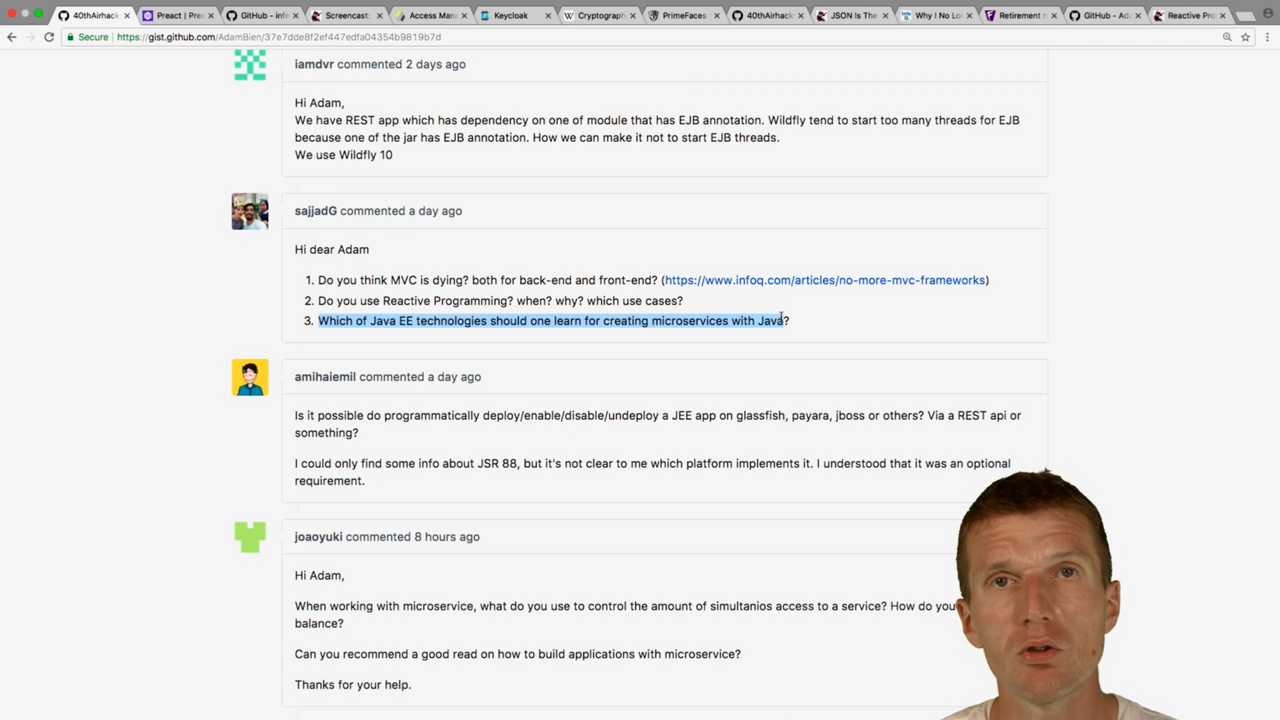 40thAirhack
Preact | Prea
GitHub - infe
Screencast:
Access Mana
Keycloak
Cryptograph
PrimeFaces
40thAirhack
JSON Is The
Why I No Lo
Retirement n
GitHub - Ada
Reactive Pro
Secure https://gist.github.com/AdamBien/37e7dde8f2ef447edfa04354b9819b7d
iamdvr commented 2 days ago
Hi Adam,
We have REST app which has dependency on one of module that has EJB annotation. Wildfly tend to start too many threads for EJB
because one of the jar has EJB annotation. How we can make it not to start EJB threads.
We use Wildfly 10
sajjadG commented a day ago
Hi dear Adam
1. Do you think MVC is dying? both for back-end and front-end? (https://www.infoq.com/articles/no-more-mvc-frameworks)
2. Do you use Reactive Programming? when? why? which use cases?
3. Which of Java EE technologies should one learn for creating microservices with Java?
amihaiemil commented a day ago
Is it possible do programmatically deploy/enable/disable/undeploy a JEE app on glassfish, payara, jboss or others? Via a REST api or
something?
I could only find some info about JSR 88, but it's not clear to me which platform implements it. I understood that it was an optional
requirement.
joaoyuki commented 8 hours ago
Hi Adam,
When working with microservice, what do you use to control the amount of simultanios access to a service? How do you
balance?
Can you recommend a good read on how to build applications with microservice?
Thanks for your help.